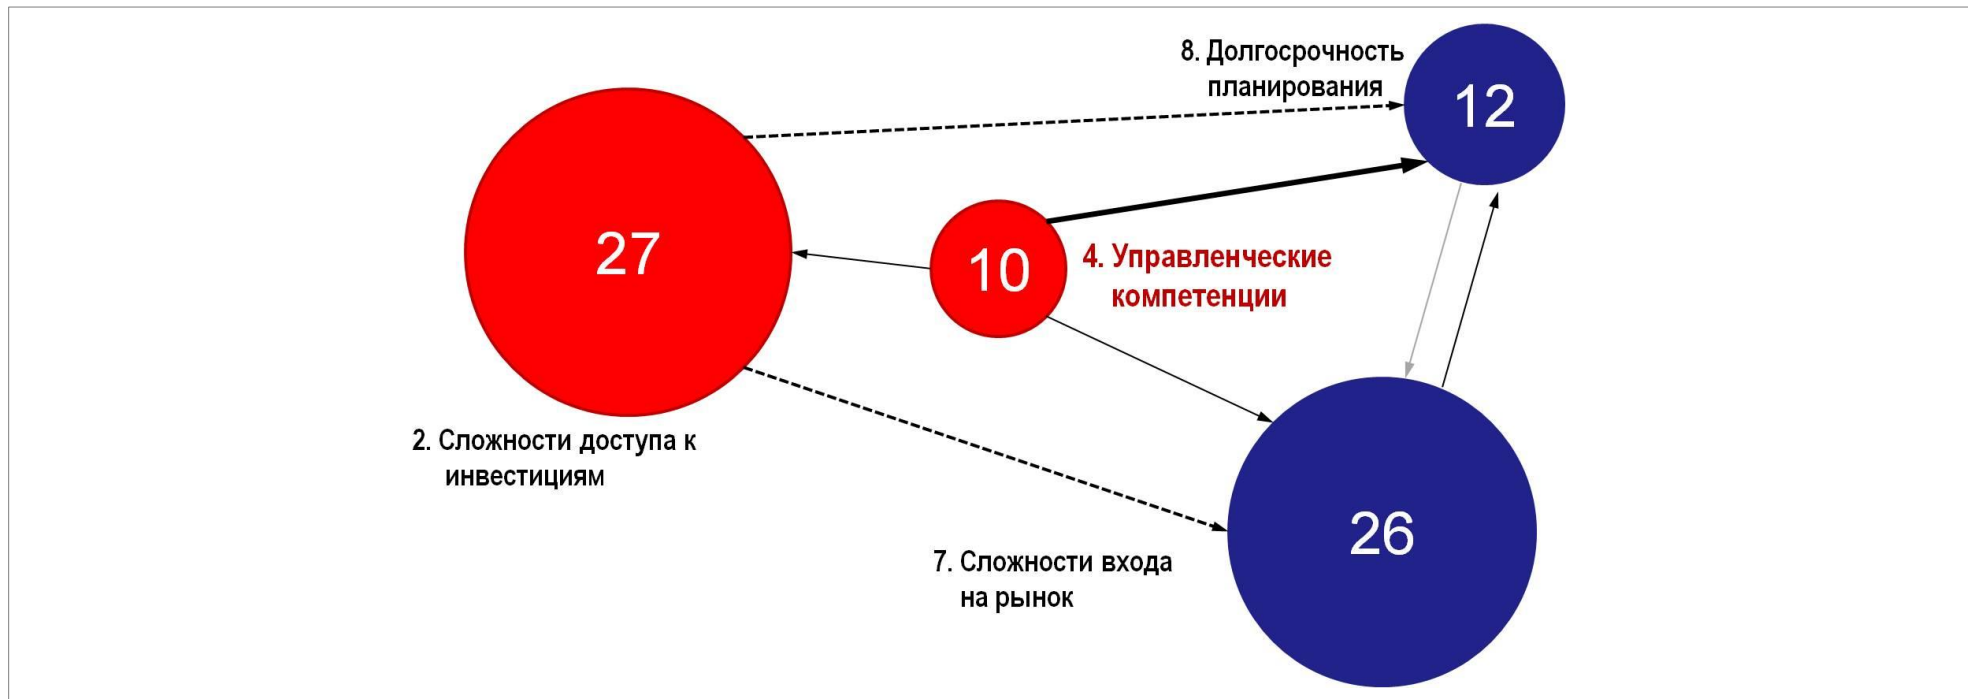 8. Долгосрочность
планирования
12
27
10
4. Управленческие
компетенции
2. Сложности доступа к
инвестициям
26
7. Сложности входа
на рынок